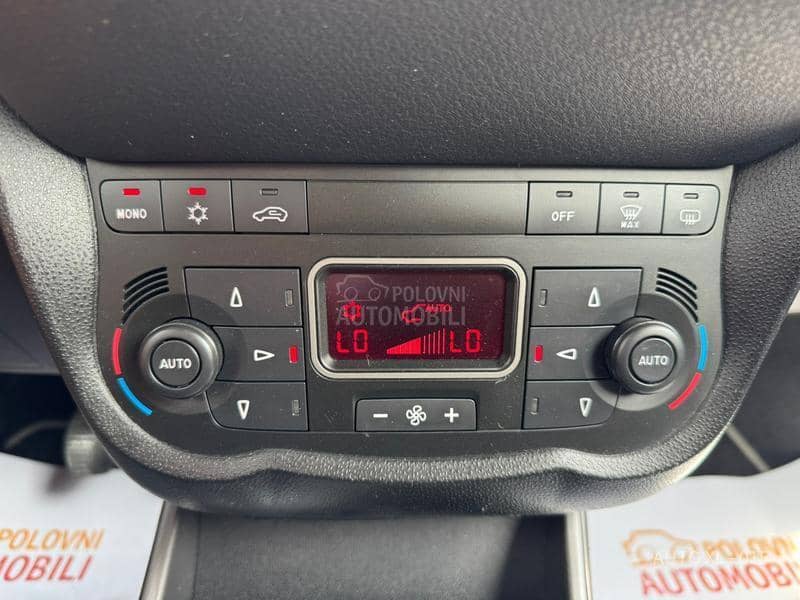 MONO
OFF
MAX
POLOVNI
AUTOMOBILI
AUTO
AUTO
AUTO
LO LO
- +
POLOVNI
AUTOMOBILI
POLOVNI
AUTOMOBILI